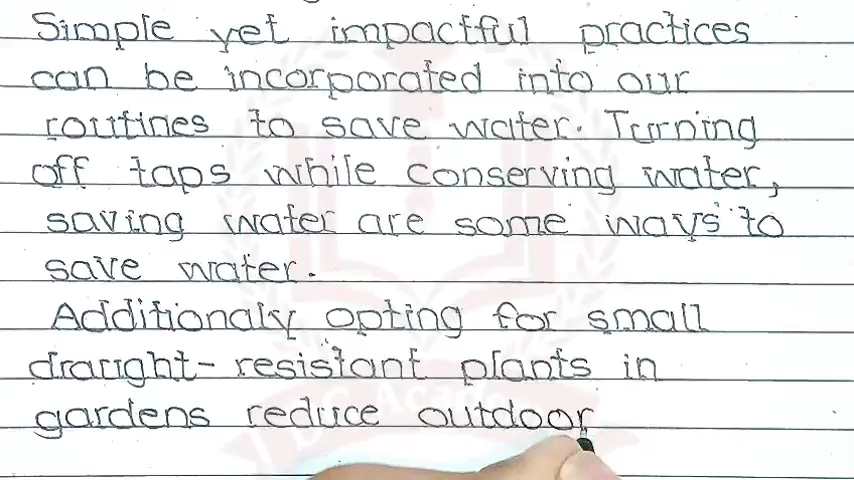 Simple yet impactful practices
can be incorporated into our
routines to save water. Turning
off taps while conserving water,
saving water are some ways to
save water.
Additionaly opting for small
draught-resistant plants in
gardens reduce outdoor